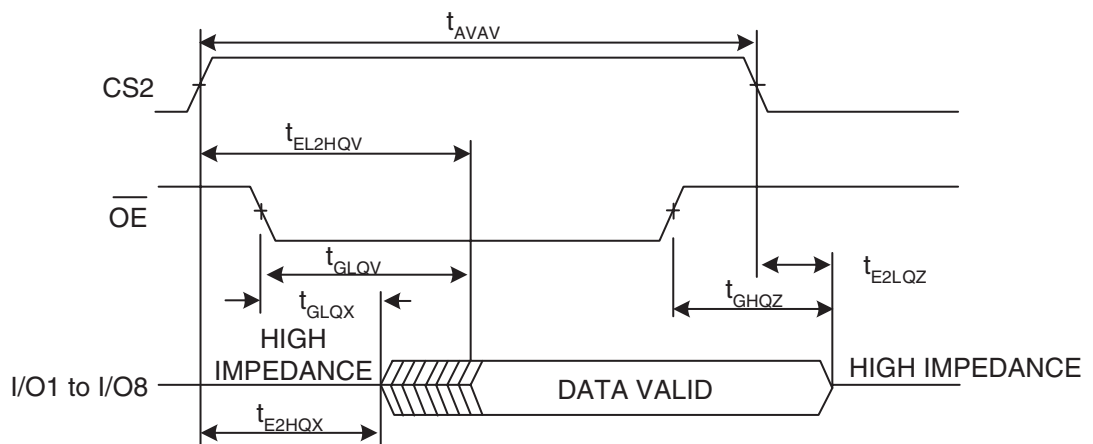 tAVAV
CS2
tEL2HQV
OE
tGLQV
tE2LQZ
tGLQX
tGHQZ
HIGH
IMPEDANCE
HIGH IMPEDANCE
I/O1 to I/O8
DATA VALID
tE2HQX